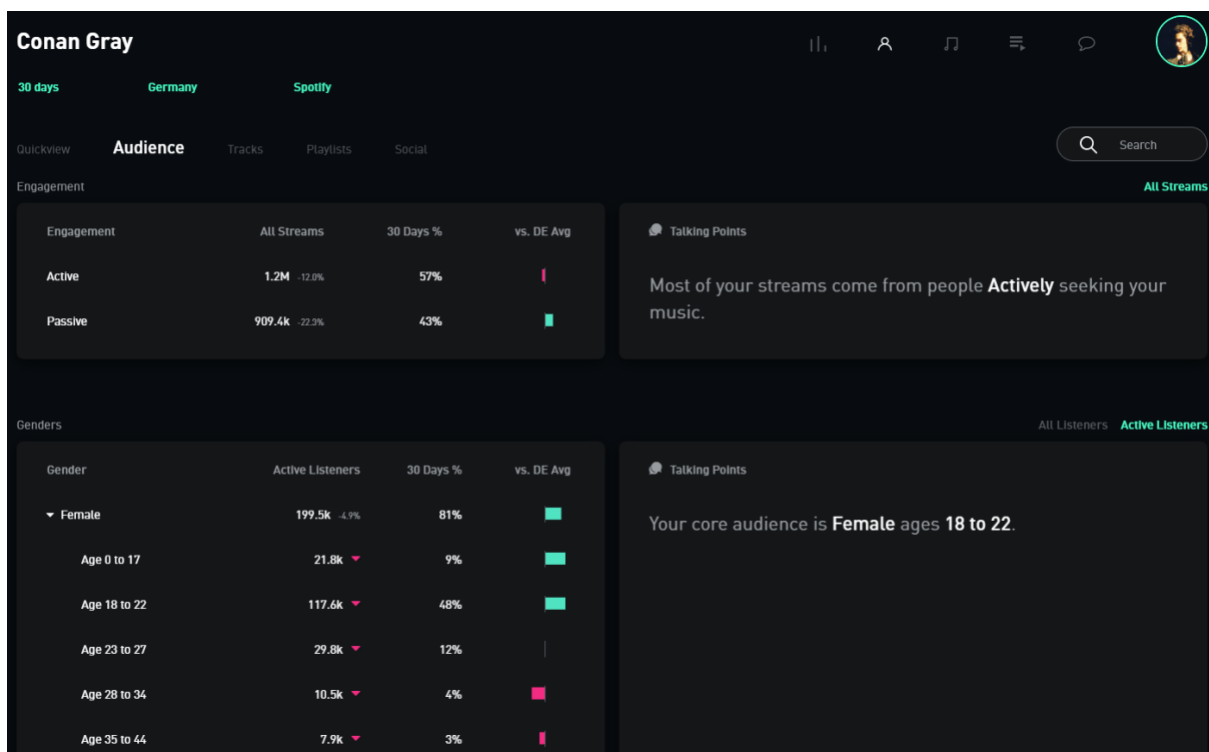 Conan Gray
30 days Germany Spotify
Quickview Audience Tracks Playlists Social
Search
Engagement All Streams
Engagement All Streams 30 Days % vs. DE Avg
Active 1.2M -12.0% 57%
Passive 909.4k -22.3% 43%
Talking Points
Most of your streams come from people Actively seeking your
music.
Genders All Listeners Active Listeners
Gender Active Listeners 30 Days % vs. DE Avg
Female 199.5k -4.9% 81%
Age 0 to 17 21.8k 9%
Age 18 to 22 117.6k 48%
Age 23 to 27 29.8k 12%
Age 28 to 34 10.5k 4%
Age 35 to 44 7.9k 3%
Talking Points
Your core audience is Female ages 18 to 22.